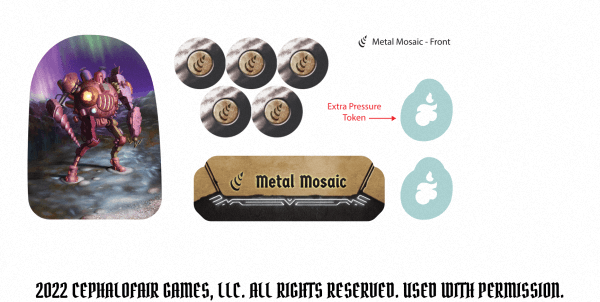 Metal Mosaic - Front
Extra Pressure
Token
Metal Mosaic
2022 CEPHALOFAIR GAMES, LLC. ALL RIGHTS RESERVED. USED WITH PERMISSION.